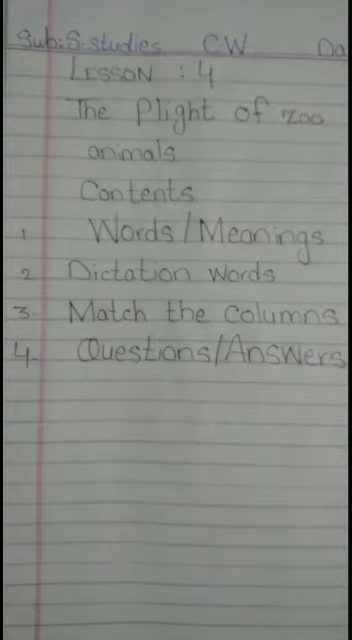 Sub:S.studies CW Da
LESSON : 4
The Plight of zoo
animals
Contents
1 Words/Meanings
2 Dictation words
3 Match the columns
4- Questions/Answers